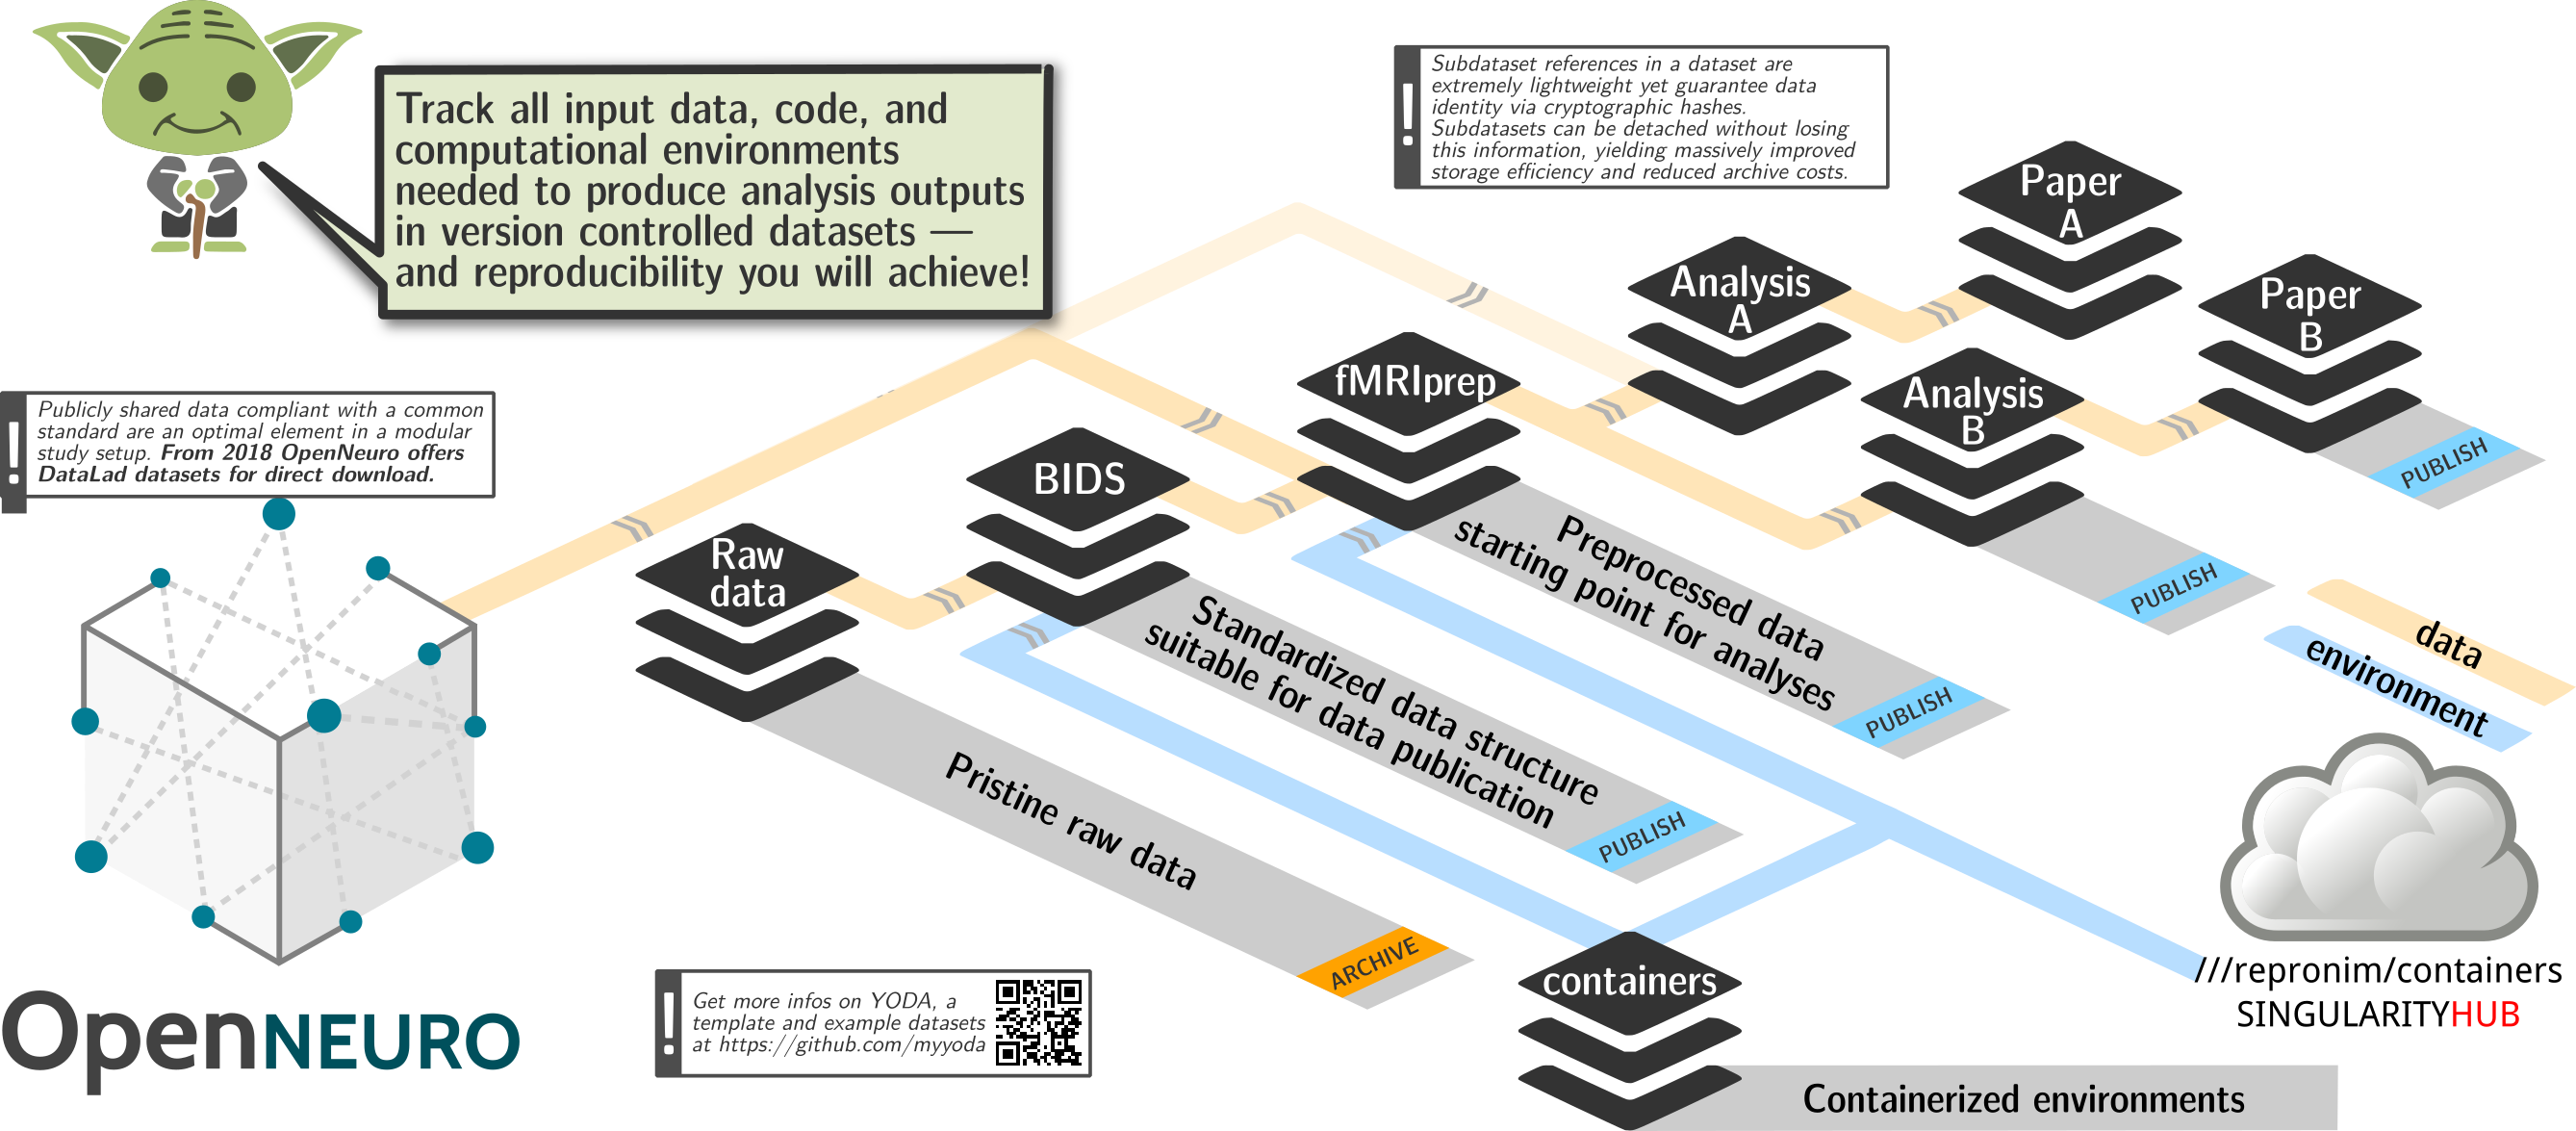 Track all input data, code, and
computational environments
needed to produce analysis outputs
in version controlled datasets —
and reproducibility you will achieve!
Subdataset references in a dataset are
extremely lightweight yet guarantee data
identity via cryptographic hashes.
Subdatasets can be detached without losing
this information, yielding massively improved
storage efficiency and reduced archive costs.
!
Publicly shared data compliant with a common
standard are an optimal element in a modular
study setup. From 2018 OpenNeuro offers
DataLad datasets for direct download.
!
Paper
A
Paper
B
Analysis
A
Analysis
B
fMRIprep
BIDS
Raw
data
PUBLISH
PUBLISH
Preprocessed data
starting point for analyses
PUBLISH
Standardized data structure
suitable for data publication
PUBLISH
Pristine raw data
ARCHIVE
data
environment
///repronim/containers
SINGULARITYHUB
containers
Containerized environments
!
Get more infos on YODA, a
template and example datasets
at https://github.com/myyoda
OpenNEURO